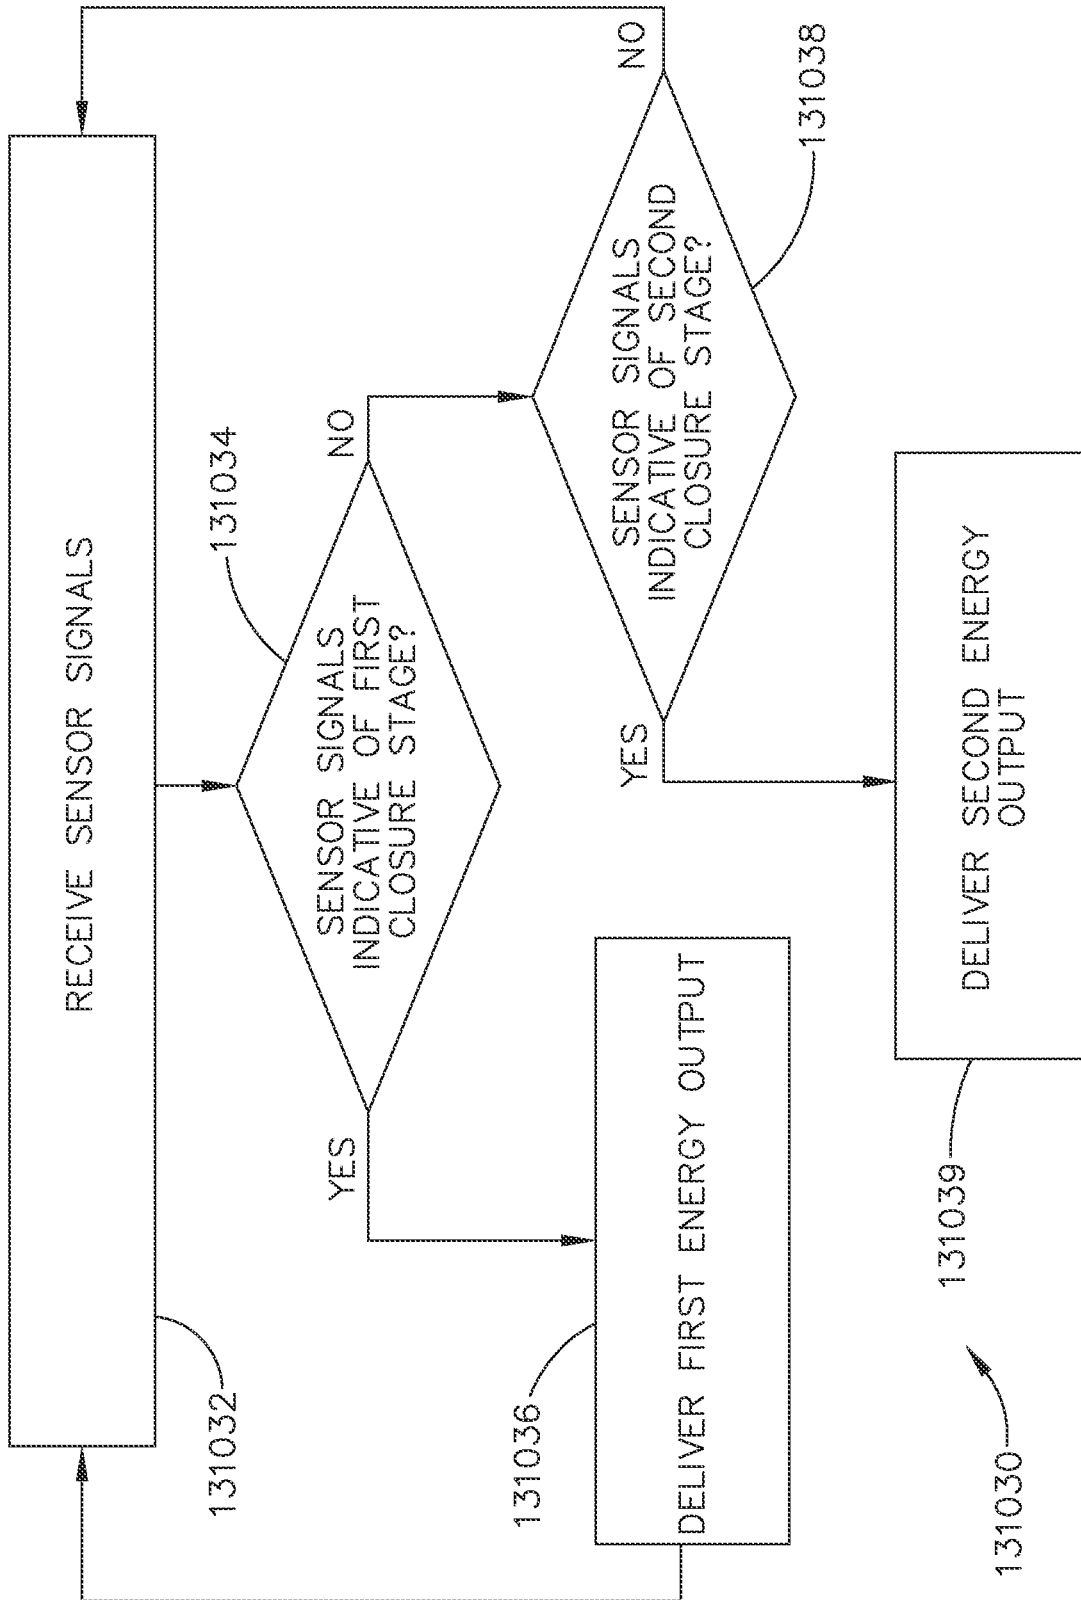 RECEIVE SENSOR SIGNALS
131032
131034
SENSOR SIGNALS
INDICATIVE OF FIRST
CLOSURE STAGE?
YES
NO
131036
DELIVER FIRST ENERGY OUTPUT
SENSOR SIGNALS
INDICATIVE OF SECOND
CLOSURE STAGE?
NO
131038
YES
DELIVER SECOND ENERGY
OUTPUT
131039
131030